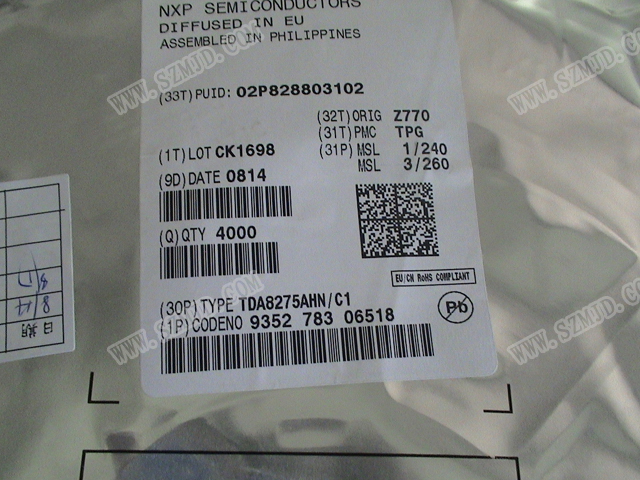 NXP SEMICONDUCTORS
DIFFUSED IN EU
ASSEMBLED IN PHILIPPINES
(33T) PUID: 02P828803102
(32T) ORIG Z770
(31T) PMC TPG
(31P) MSL 1/240
MSL 3/260
(1T) LOT CK1698
(9D) DATE 0814
(Q) QTY 4000
EU/CN RoHS COMPLIANT
Pb
(30P) TYPE TDA8275AHN/C1
(1P) CODENO 9352 783 06518
日期
WWW.SZMJD.COM
WWW.SZMJD.COM
WWW.SZMJD.COM
WWW.SZMJD.COM